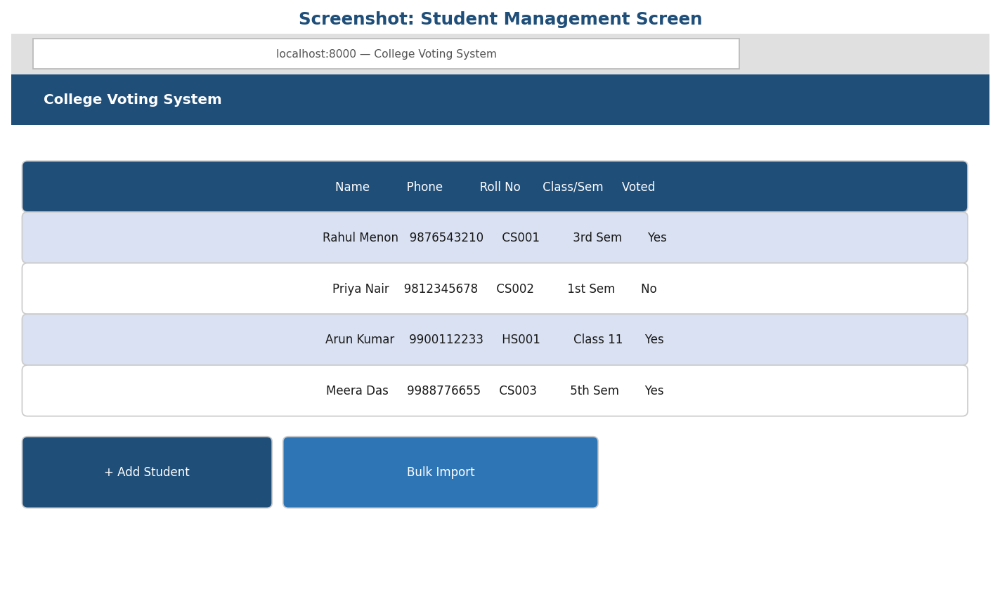 Screenshot: Student Management Screen
localhost:8000 — College Voting System
College Voting System
Name Phone Roll No Class/Sem Voted
Rahul Menon 9876543210 CS001 3rd Sem Yes
Priya Nair 9812345678 CS002 1st Sem No
Arun Kumar 9900112233 HS001 Class 11 Yes
Meera Das 9988776655 CS003 5th Sem Yes
+ Add Student Bulk Import